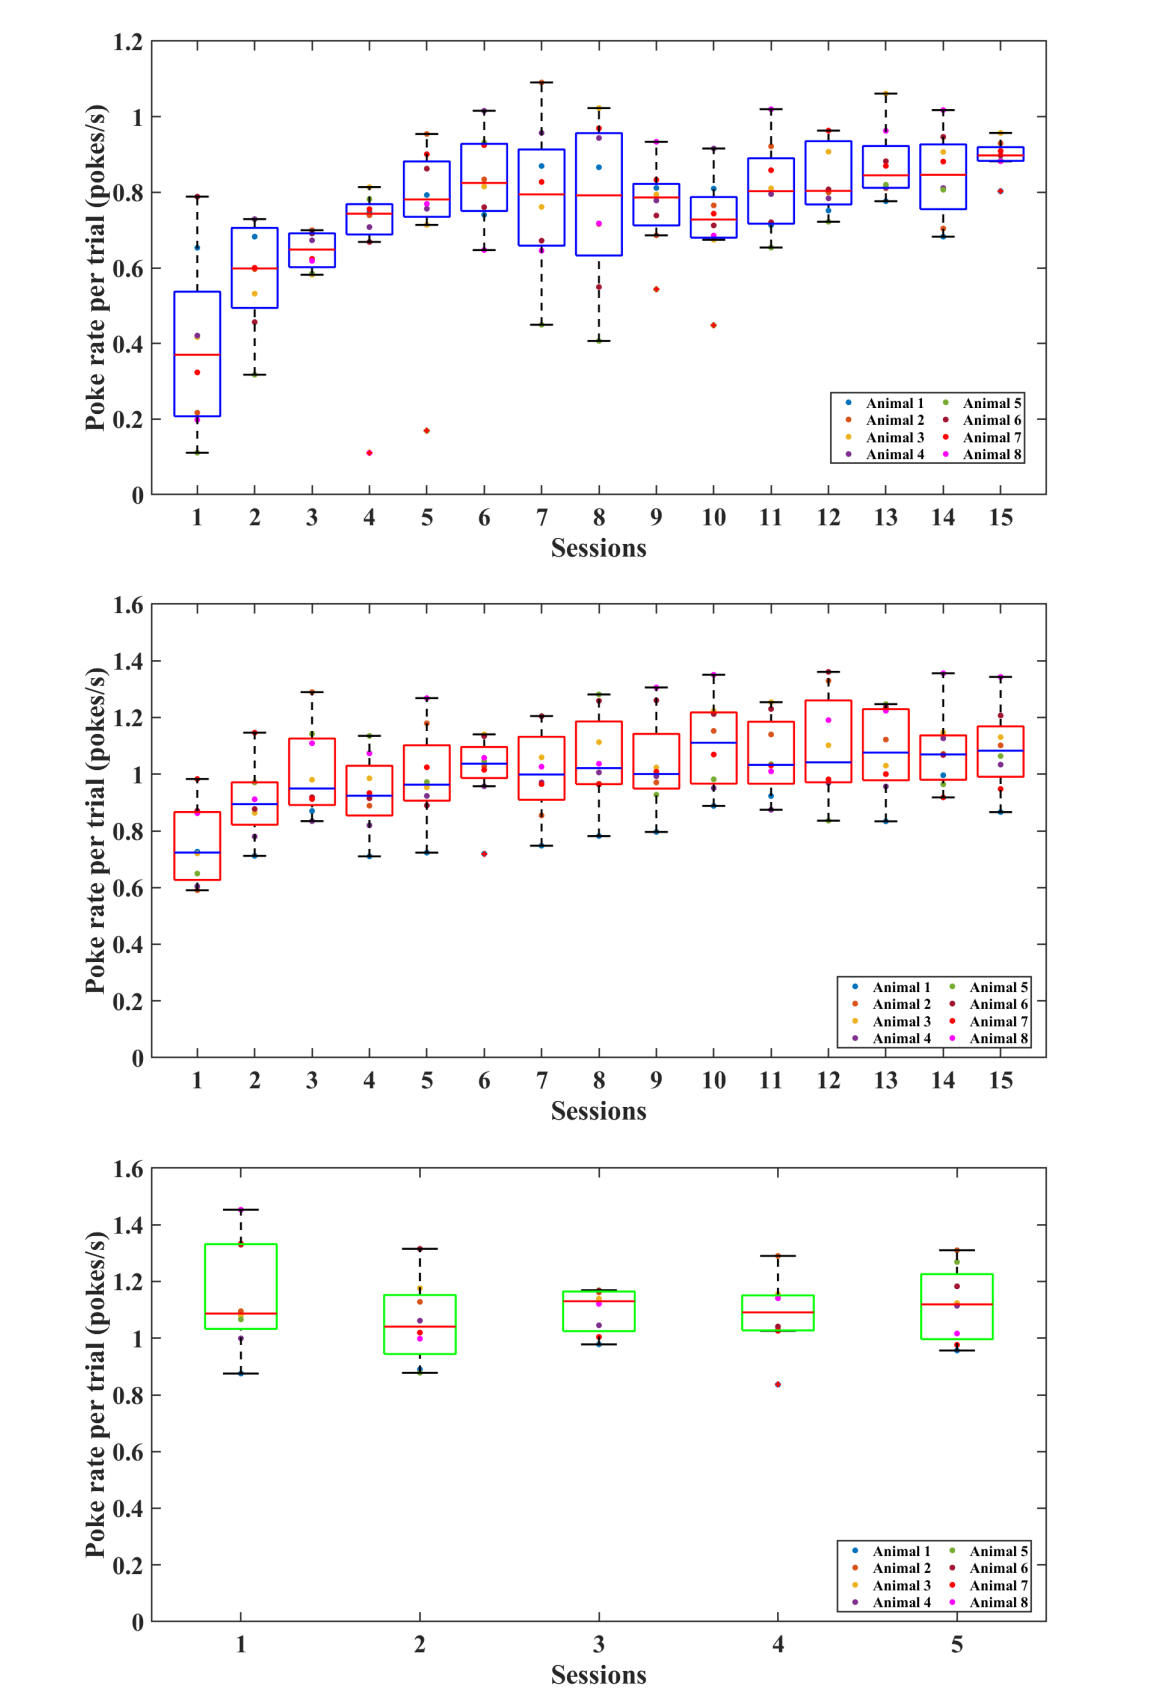 Poke rate per trial (pokes/s)
1.2
1
0.8
0.6
0.4
0.2
0
1 2 3 4 5 6 7 8 9 10 11 12 13 14 15
Sessions
Animal 1 Animal 5
Animal 2 Animal 6
Animal 3 Animal 7
Animal 4 Animal 8
Poke rate per trial (pokes/s)
1.6
1.4
1.2
1
0.8
0.6
0.4
0.2
0
1 2 3 4 5 6 7 8 9 10 11 12 13 14 15
Sessions
Animal 1 Animal 5
Animal 2 Animal 6
Animal 3 Animal 7
Animal 4 Animal 8
Poke rate per trial (pokes/s)
1.6
1.4
1.2
1
0.8
0.6
0.4
0.2
0
1 2 3 4 5
Sessions
Animal 1 Animal 5
Animal 2 Animal 6
Animal 3 Animal 7
Animal 4 Animal 8